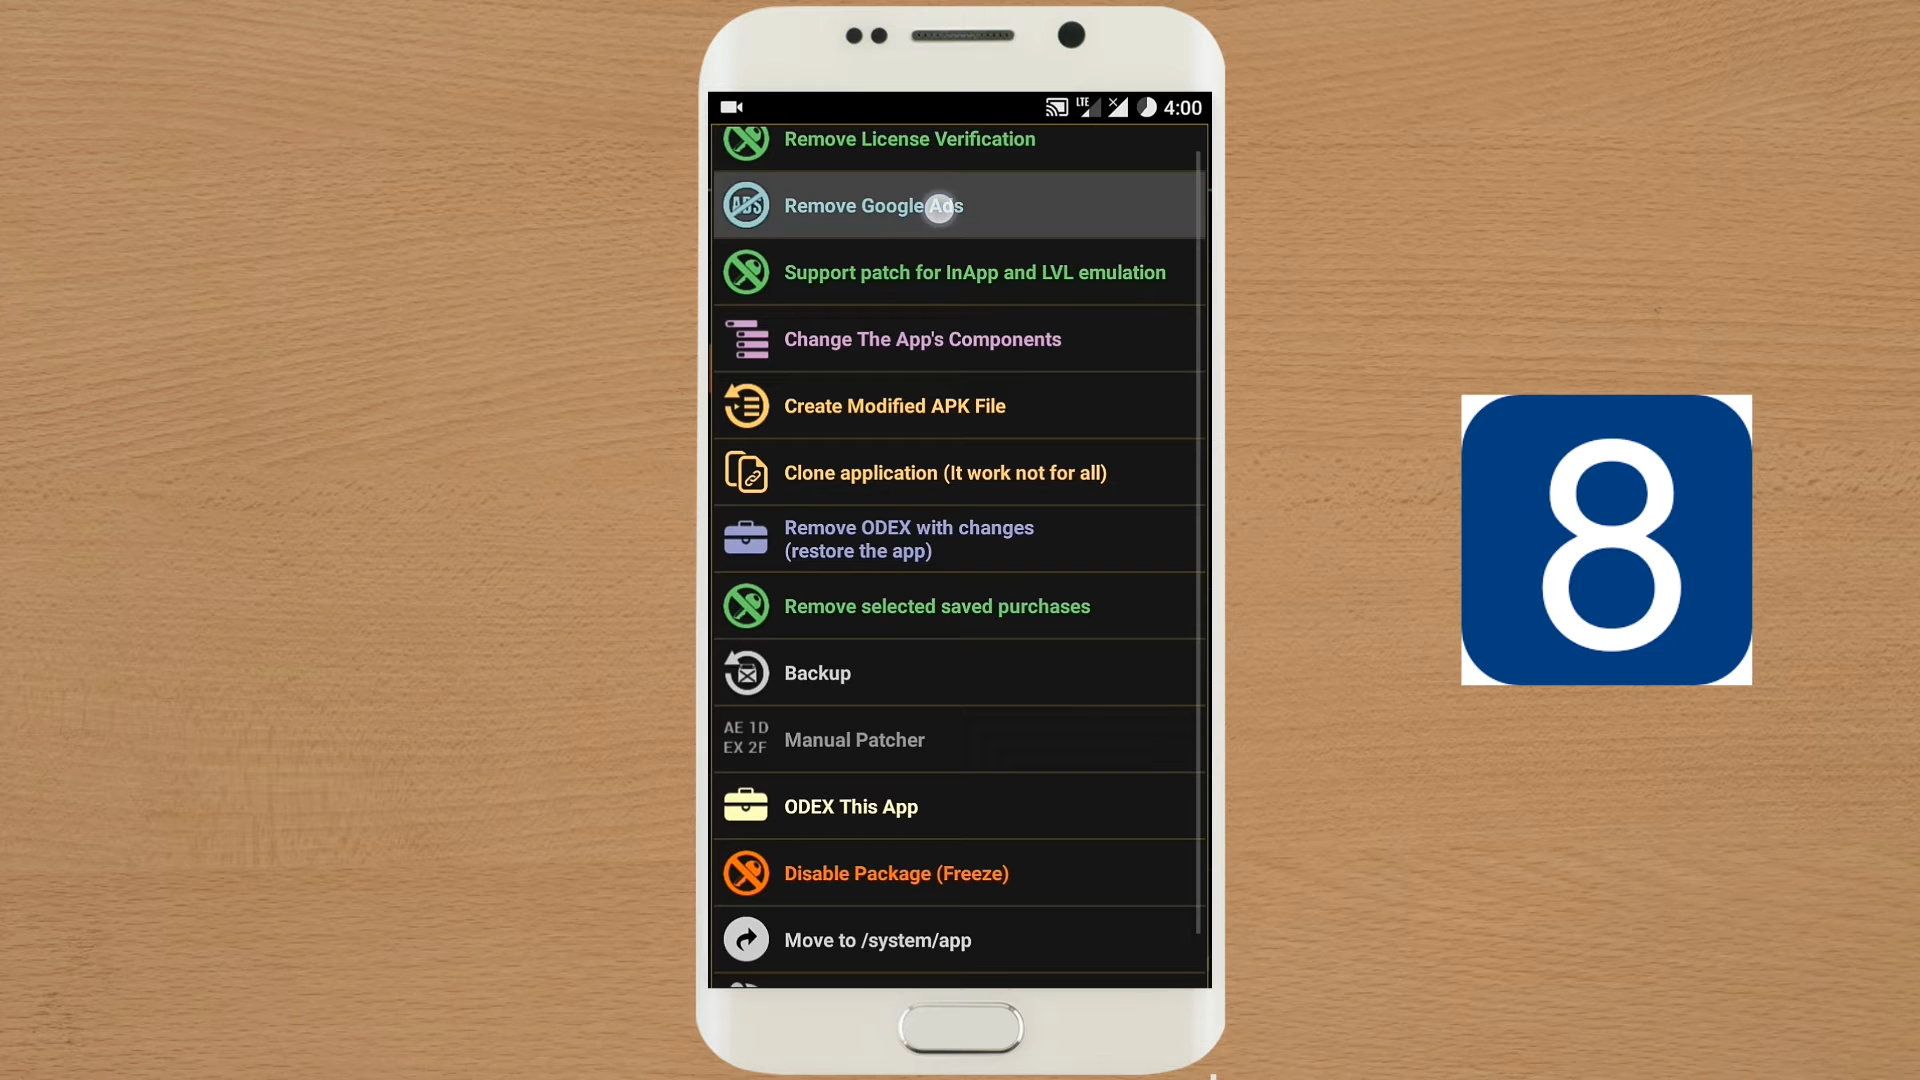 LTE 4:00
Remove License Verification
ADS Remove Google Ads
Support patch for InApp and LVL emulation
Change The App's Components
Create Modified APK File
Clone application (It work not for all)
Remove ODEX with changes
(restore the app)
Remove selected saved purchases
Backup
AE 1D
EX 2F
Manual Patcher
ODEX This App
Disable Package (Freeze)
Move to /system/app
8